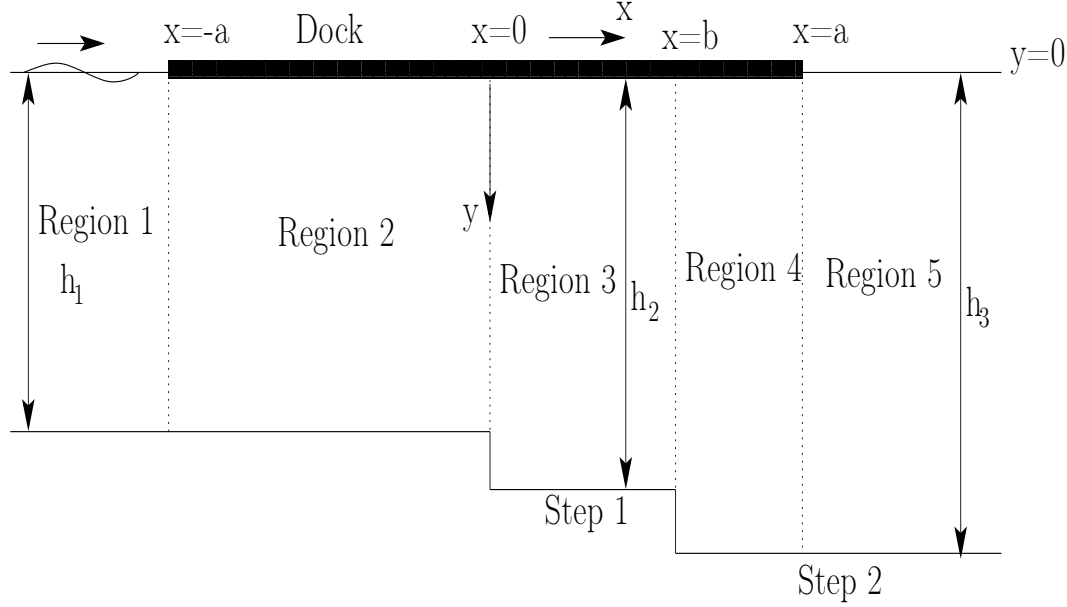 x
x=-a Dock x=0 x=b x=a
y=0
Region 1 Region 2 y
Region 3 Region 4 Region 5
h₁ h₂ h₃
Step 1
Step 2